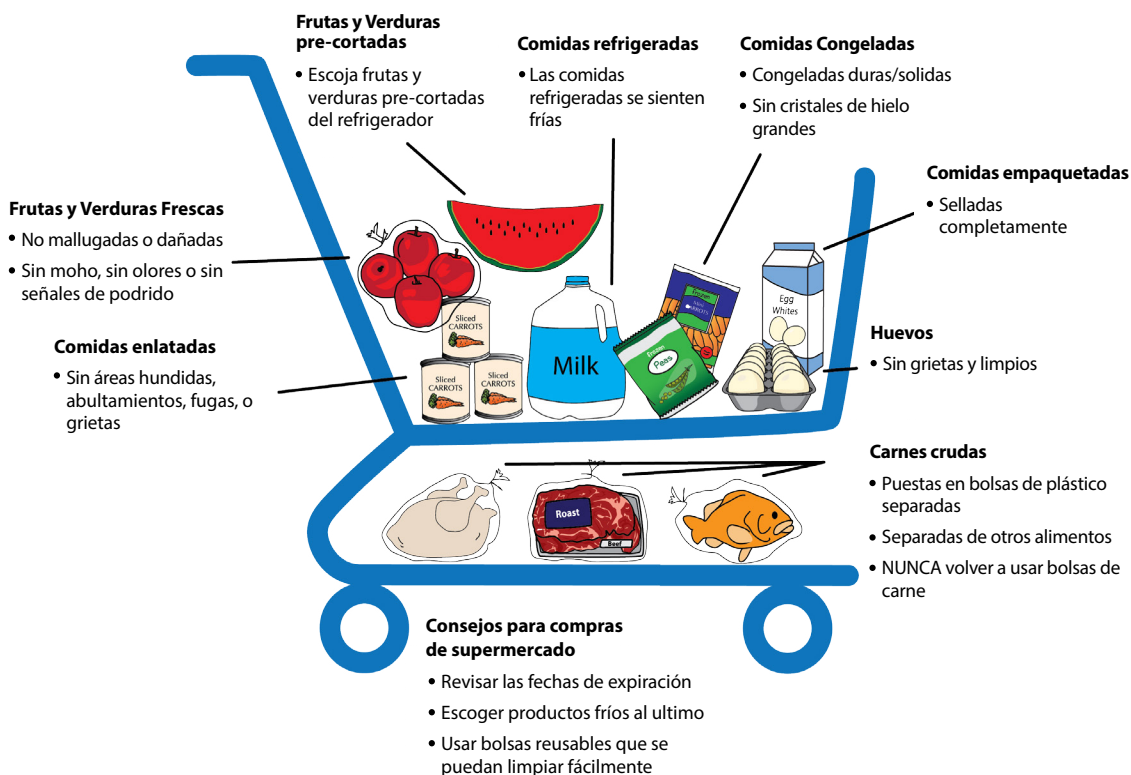 Frutas y Verduras
pre-cortadas
• Escoja frutas y
verduras pre-cortadas
del refrigerador
Comidas refrigeradas
• Las comidas
refrigeradas se sienten
frías
Comidas Congeladas
• Congeladas duras/solidas
• Sin cristales de hielo
grandes
Comidas empaquetadas
• Selladas
completamente
Frutas y Verduras Frescas
• No mallugadas o dañadas
• Sin moho, sin olores o sin
señales de podrido
Comidas enlatadas
• Sin áreas hundidas,
abultamientos, fugas, o
grietas
Sliced
CARROTS
Sliced
CARROTS
Sliced
CARROTS
Milk
Frozen
CARROTS
Frozen
Peas
Egg
Whites
Huevos
• Sin grietas y limpios
Carnes crudas
• Puestas en bolsas de plástico
separadas
• Separadas de otros alimentos
• NUNCA volver a usar bolsas de
carne
Roast
Beef
Consejos para compras
de supermercado
• Revisar las fechas de expiración
• Escoger productos fríos al ultimo
• Usar bolsas reusables que se
puedan limpiar fácilmente